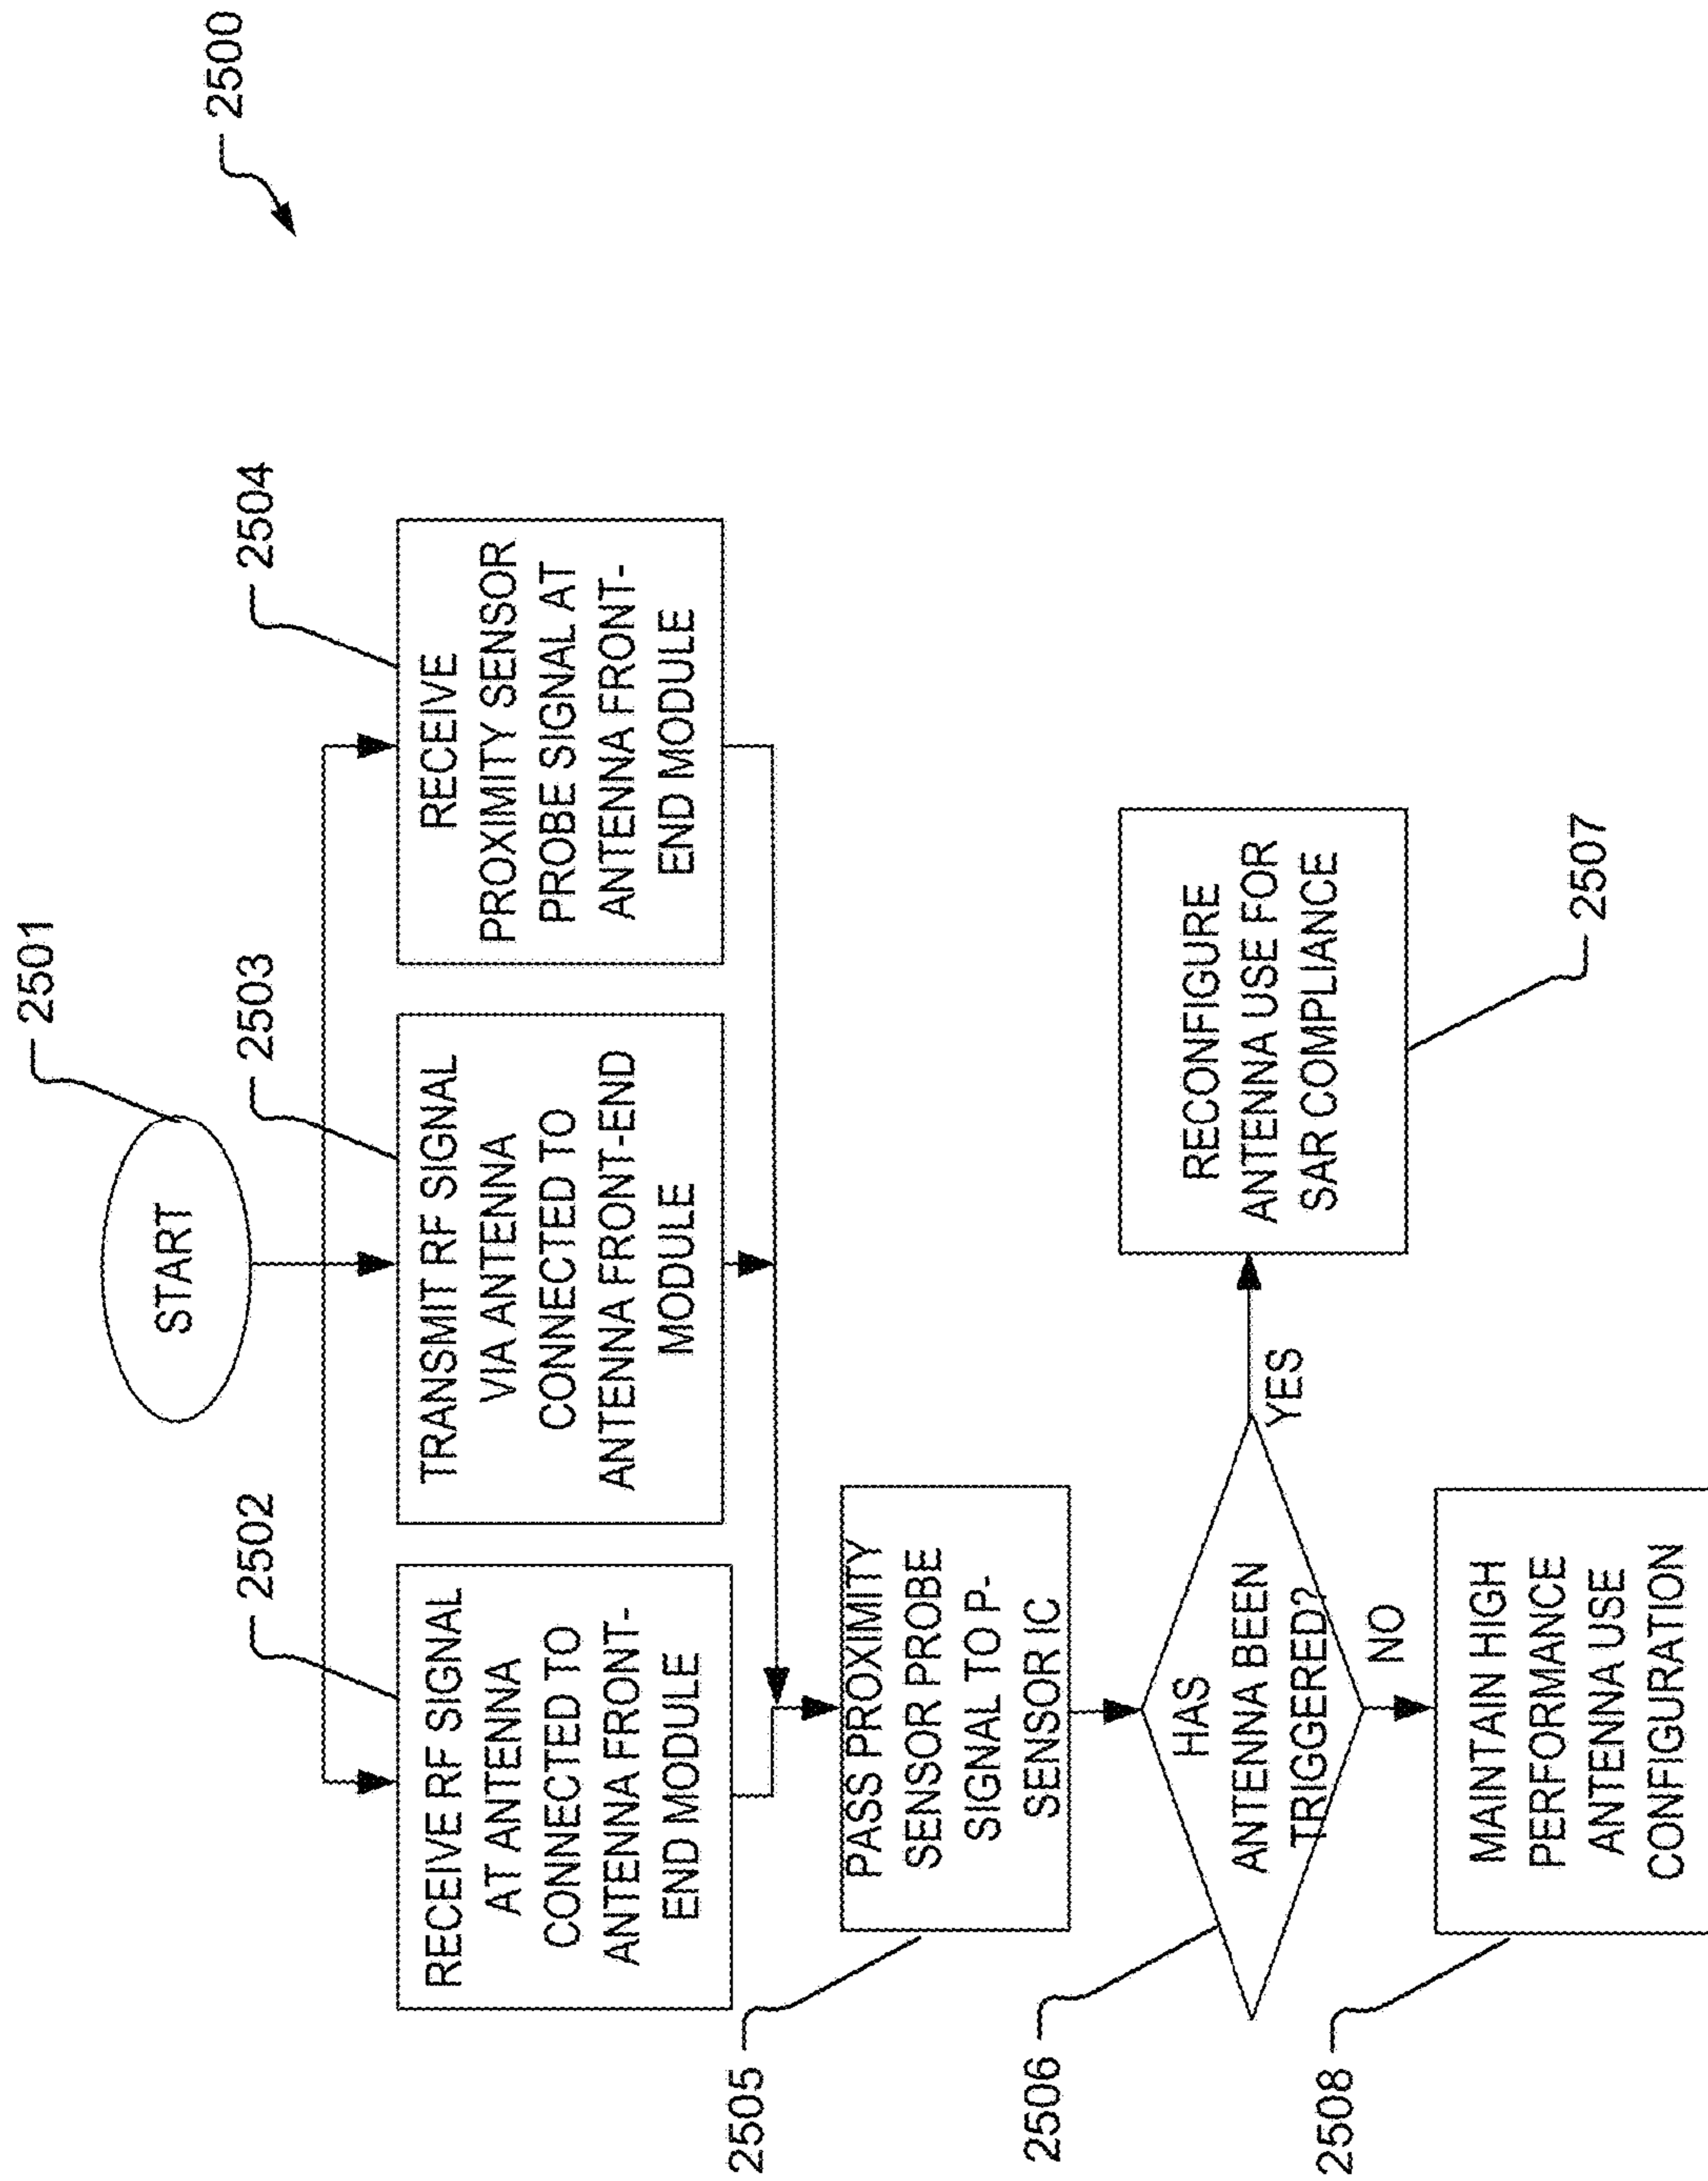 2500
2501
START
2502
RECEIVE RF SIGNAL
AT ANTENNA
CONNECTED TO
ANTENNA FRONT-
END MODULE
2503
TRANSMIT RF SIGNAL
VIA ANTENNA
CONNECTED TO
ANTENNA FRONT-END
MODULE
2504
RECEIVE
PROXIMITY SENSOR
PROBE SIGNAL AT
ANTENNA FRONT-
END MODULE
2505
PASS PROXIMITY
SENSOR PROBE
SIGNAL TO P-
SENSOR IC
2506
HAS
ANTENNA BEEN
TRIGGERED?
YES
RECONFIGURE
ANTENNA USE FOR
SAR COMPLIANCE
2507
NO
2508
MAINTAIN HIGH
PERFORMANCE
ANTENNA USE
CONFIGURATION